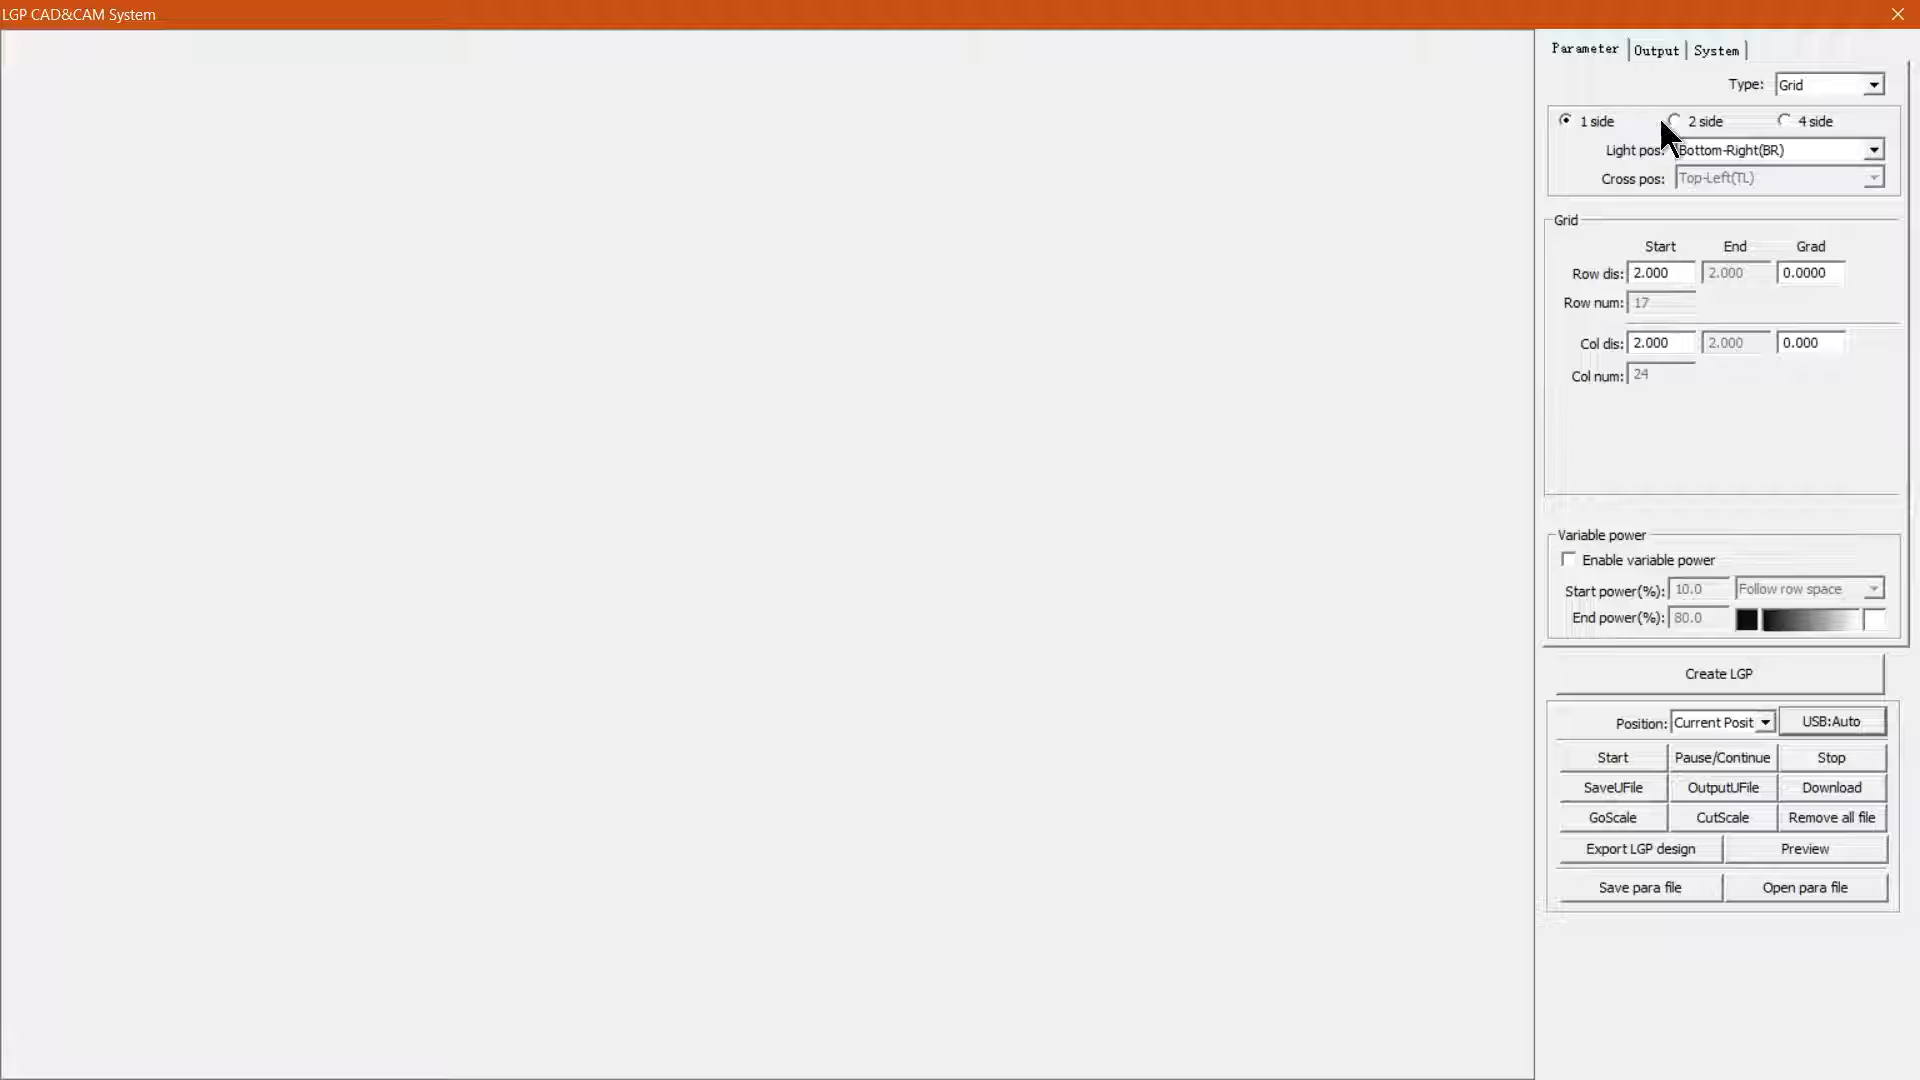 LGP CAD&CAM System
Parameter Output System
Type: Grid
1 side 2 side 4 side
Light pos: Bottom-Right(BR)
Cross pos: Top-Left(TL)
Grid
Start End Grad
Row dis: 2.000 2.000 0.0000
Row num: 17
Col dis: 2.000 2.000 0.000
Col num: 24
Variable power
Enable variable power
Start power(%): 10.0 Follow row space
End power(%): 80.0
Create LGP
Position: Current Posit USB:Auto
Start Pause/Continue Stop
SaveUFile OutputUFile Download
GoScale CutScale Remove all file
Export LGP design Preview
Save para file Open para file